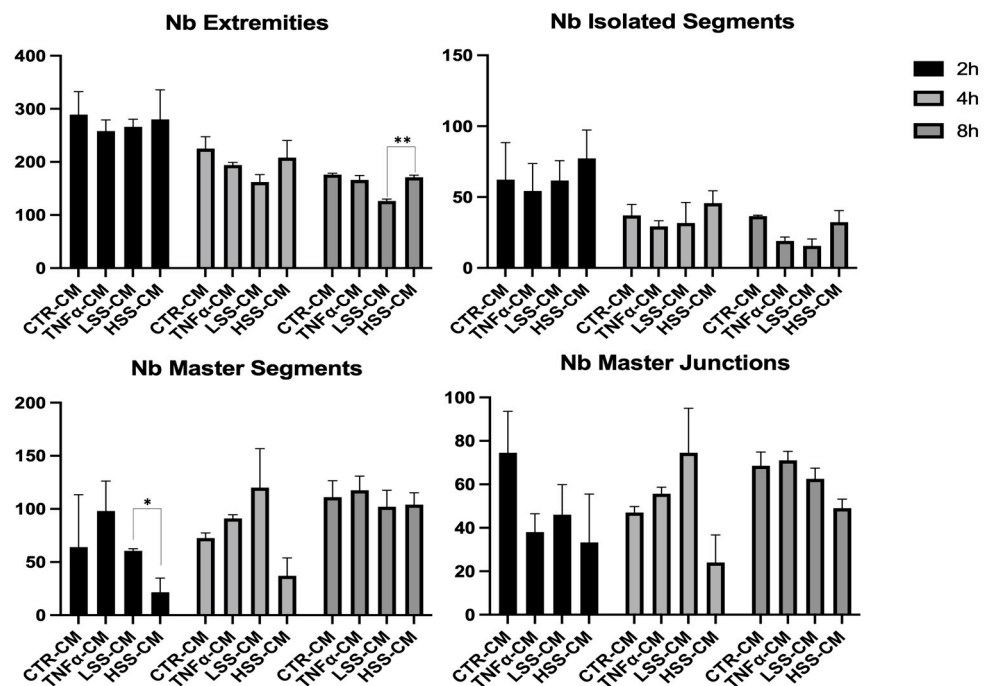 Nb Extremities
400
300
200
100
0
**
CTR-CM TNFα-CM LSS-CM HSS-CM CTR-CM TNFα-CM LSS-CM HSS-CM CTR-CM TNFα-CM LSS-CM HSS-CM
Nb Isolated Segments
150
100
50
0
CTR-CM TNFα-CM LSS-CM HSS-CM CTR-CM TNFα-CM LSS-CM HSS-CM CTR-CM TNFα-CM LSS-CM HSS-CM
2h
4h
8h
Nb Master Segments
200
150
100
50
0
*
CTR-CM TNFα-CM LSS-CM HSS-CM CTR-CM TNFα-CM LSS-CM HSS-CM CTR-CM TNFα-CM LSS-CM HSS-CM
Nb Master Junctions
100
80
60
40
20
0
CTR-CM TNFα-CM LSS-CM HSS-CM CTR-CM TNFα-CM LSS-CM HSS-CM CTR-CM TNFα-CM LSS-CM HSS-CM